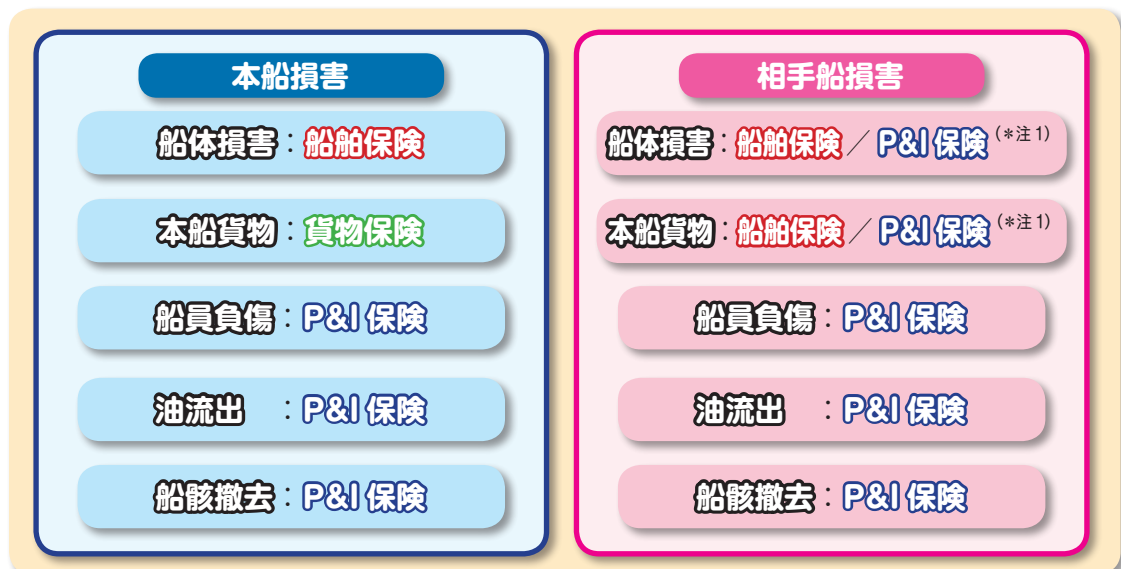 本船損害
船体損害：船舶保険
本船貨物：貨物保険
船員負傷：P&I 保険
油流出　：P&I 保険
船骸撤去：P&I 保険
相手船損害
船体損害：船舶保険／P&I 保険(*注1)
本船貨物：船舶保険／P&I 保険(*注1)
船員負傷：P&I 保険
油流出　：P&I 保険
船骸撤去：P&I 保険